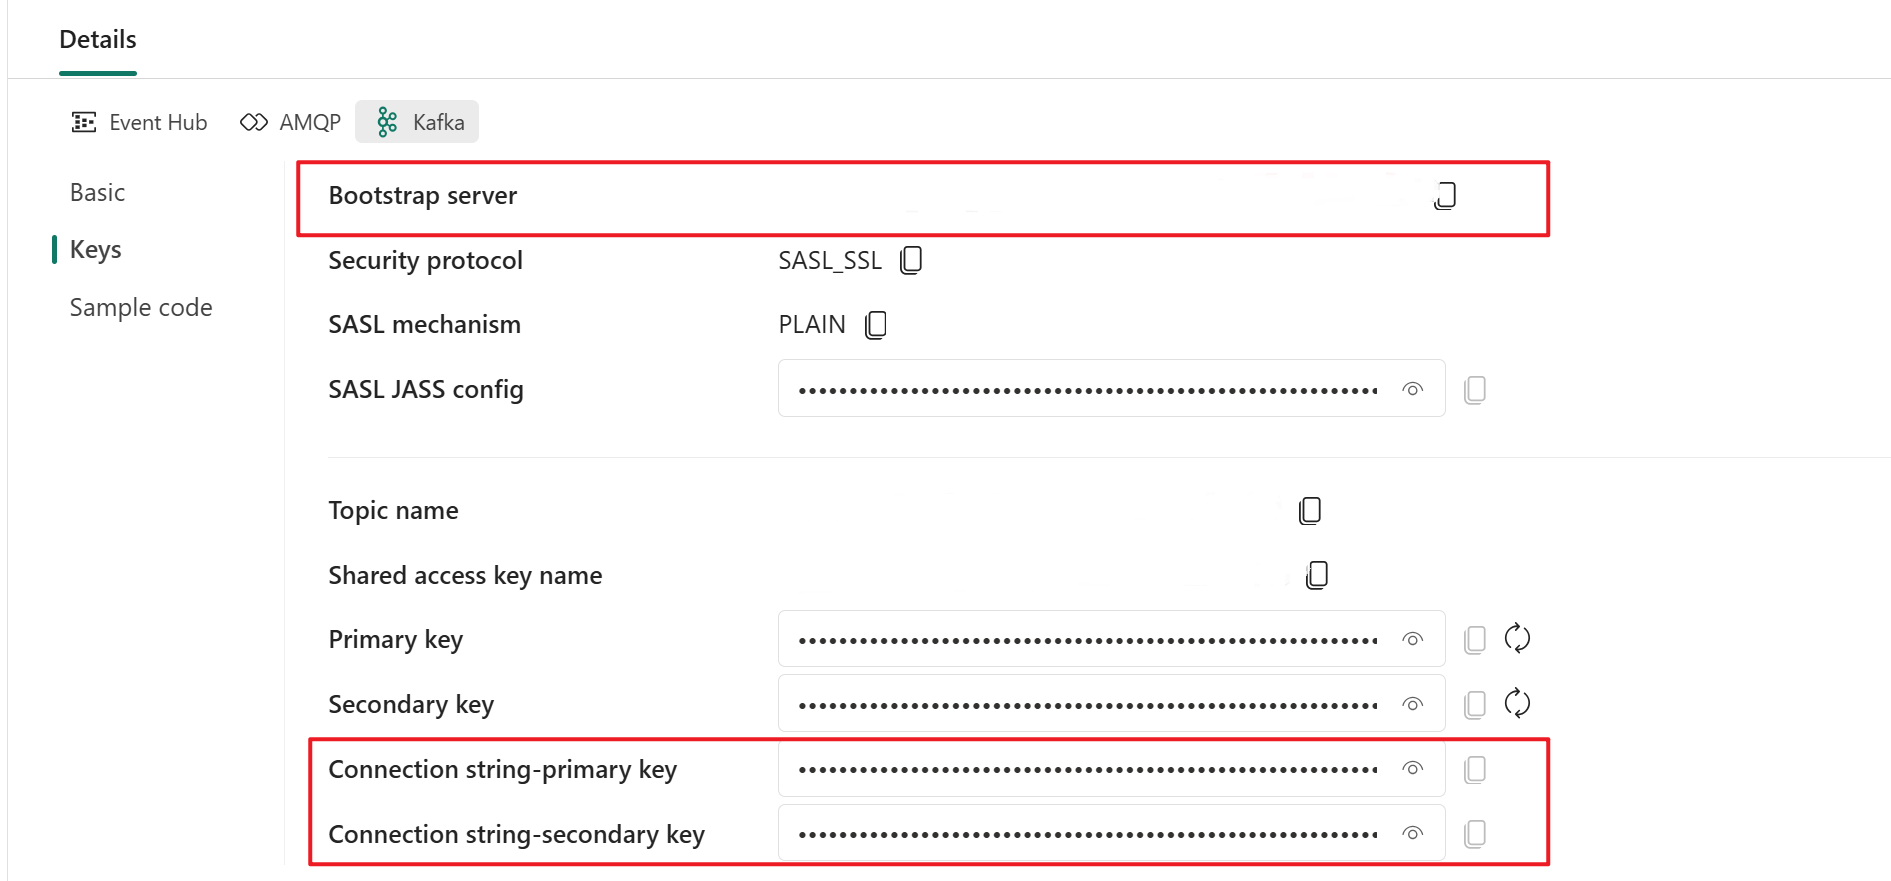 Details
Event Hub AMQP Kafka
Basic
Keys
Sample code
Bootstrap server
Security protocol SASL_SSL
SASL mechanism PLAIN
SASL JASS config
Topic name
Shared access key name
Primary key
Secondary key
Connection string-primary key
Connection string-secondary key